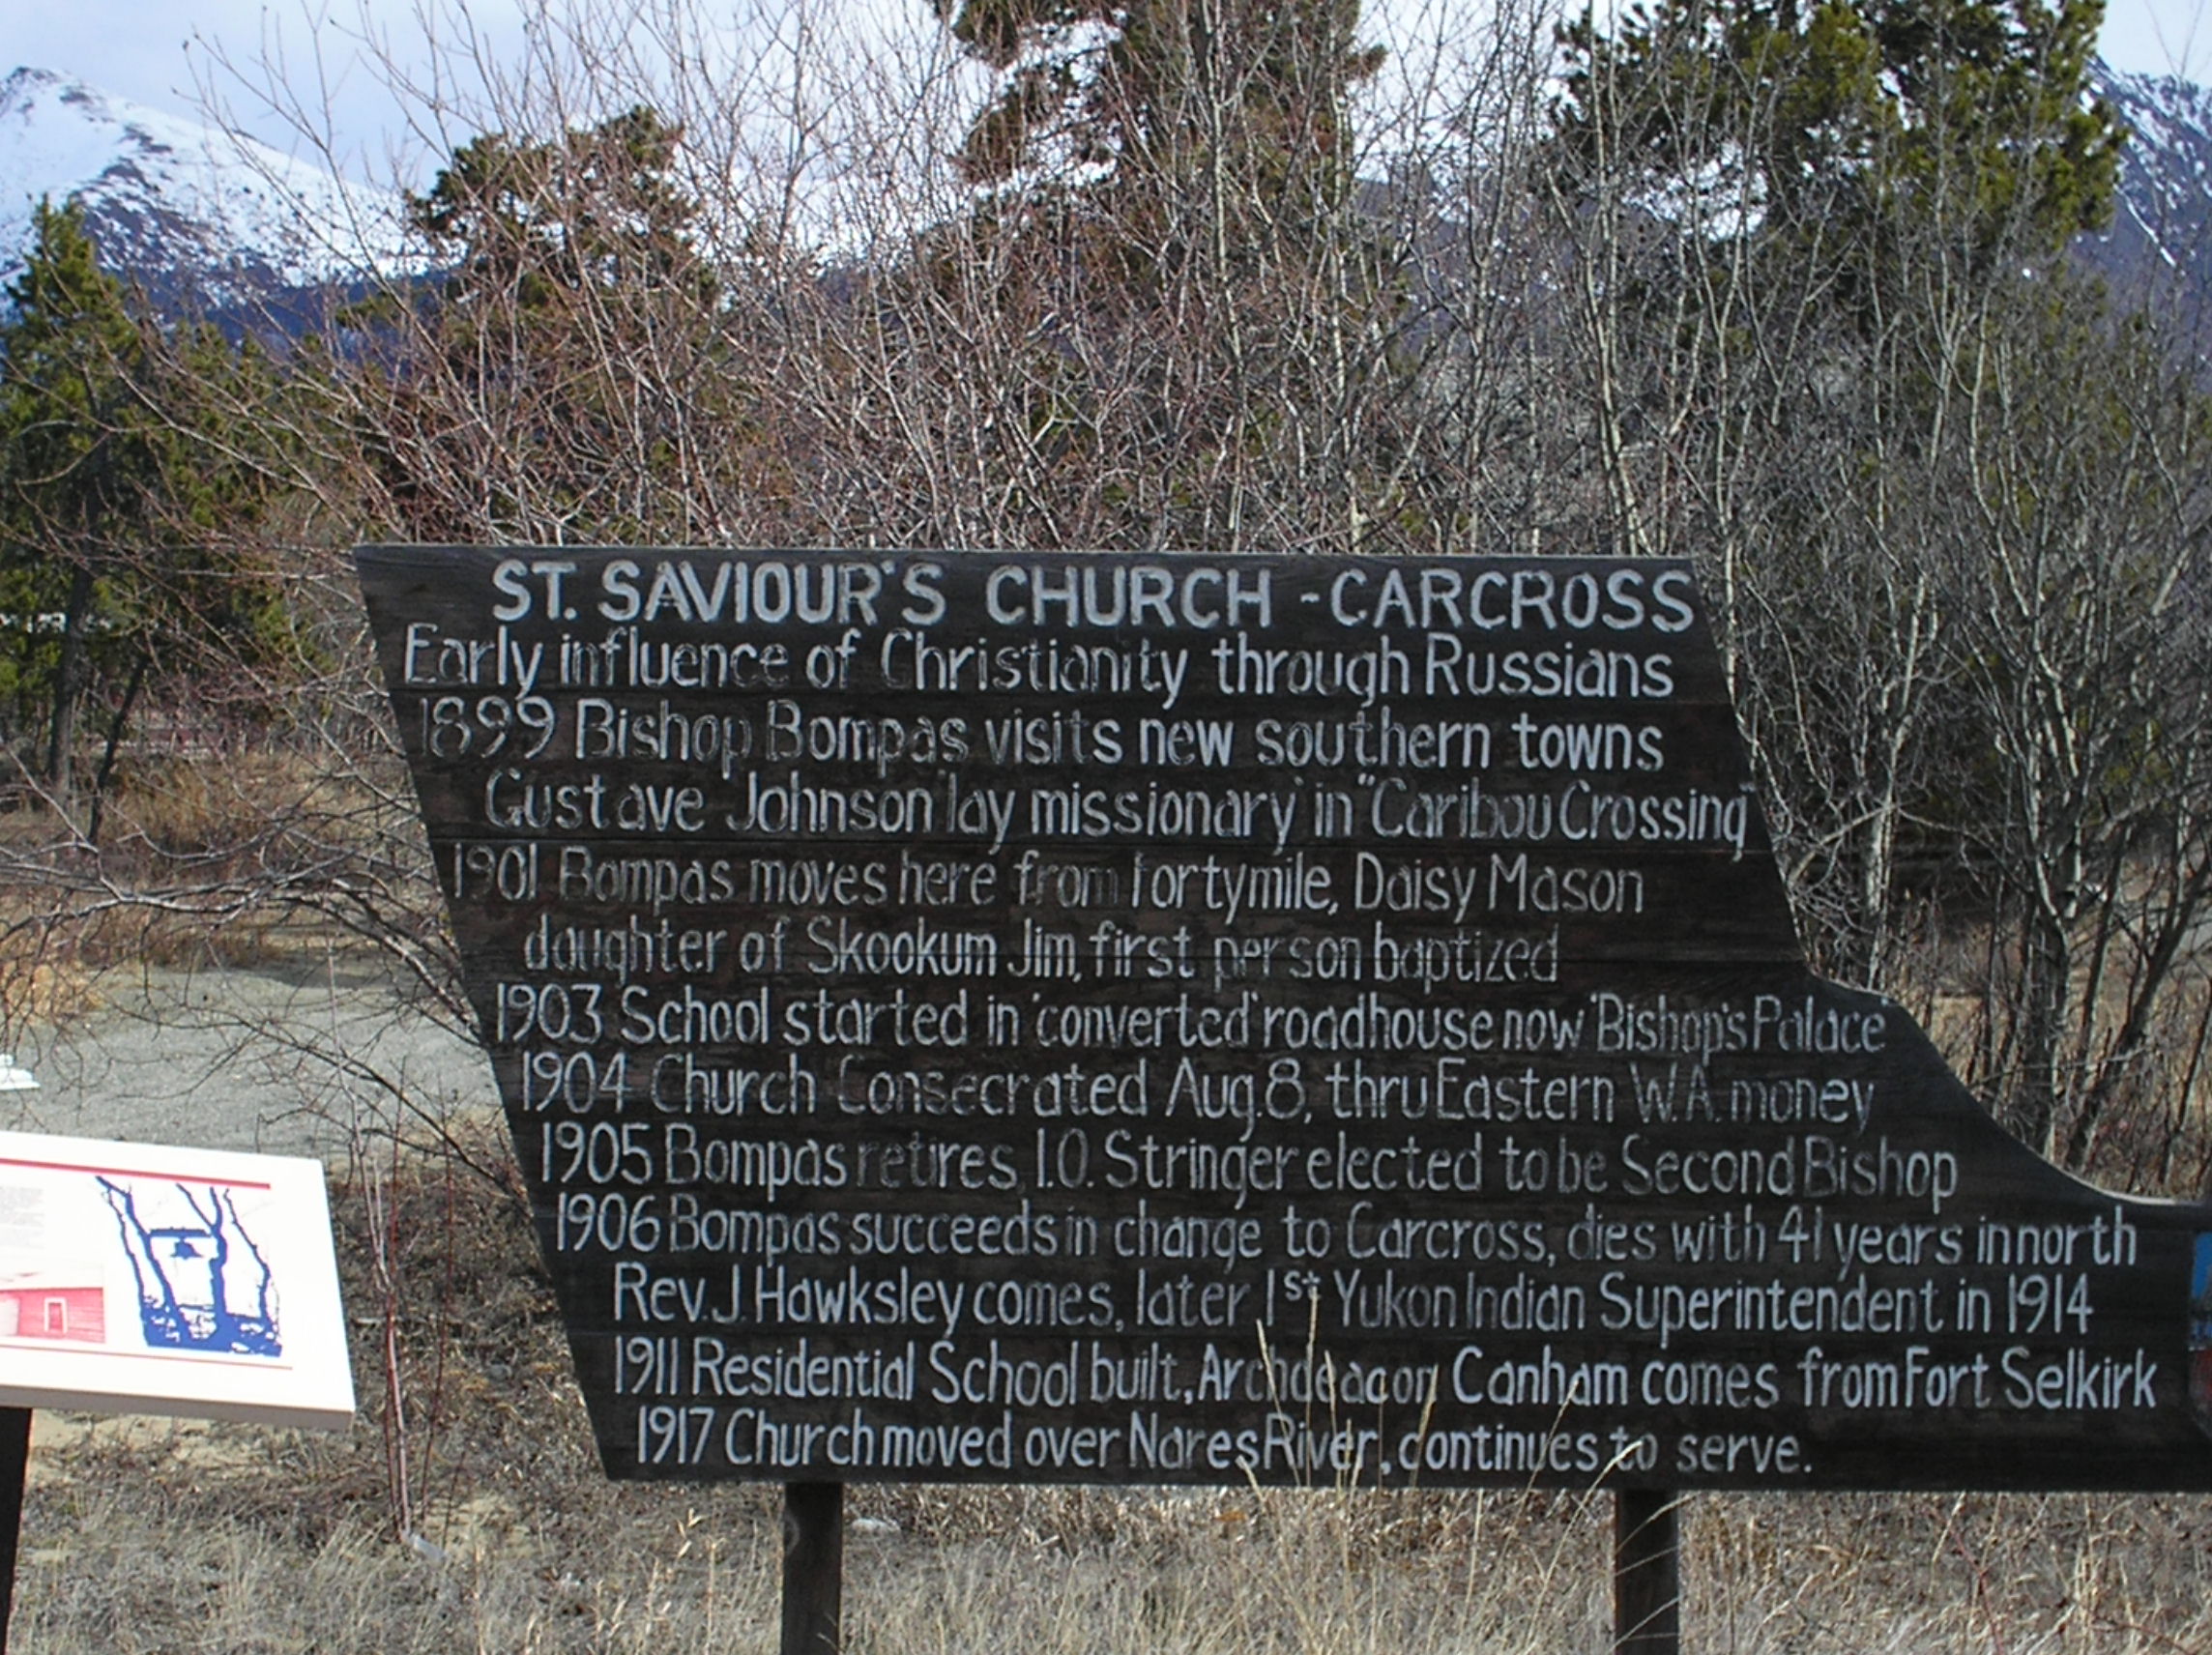 ST. SAVIOUR'S CHURCH - CARCROSS
Early influence of Christianity through Russians
1899 Bishop Bompas visits new southern towns
Gustave Johnson lay missionary in "Caribou Crossing"
1901 Bompas moves here from Fortymile, Daisy Mason
daughter of Skookum Jim, first person baptized
1903 School started in 'converted' roadhouse now 'Bishop's Palace'
1904 Church Consecrated Aug. 8, thru Eastern W.A. money
1905 Bompas retires, I.O. Stringer elected to be Second Bishop
1906 Bompas succeeds in change to Carcross, dies with 41 years in north
Rev. J. Hawksley comes, later 1st Yukon Indian Superintendent in 1914
1911 Residential School built, Archdeacon Canham comes from Fort Selkirk
1917 Church moved over Nares River, continues to serve.